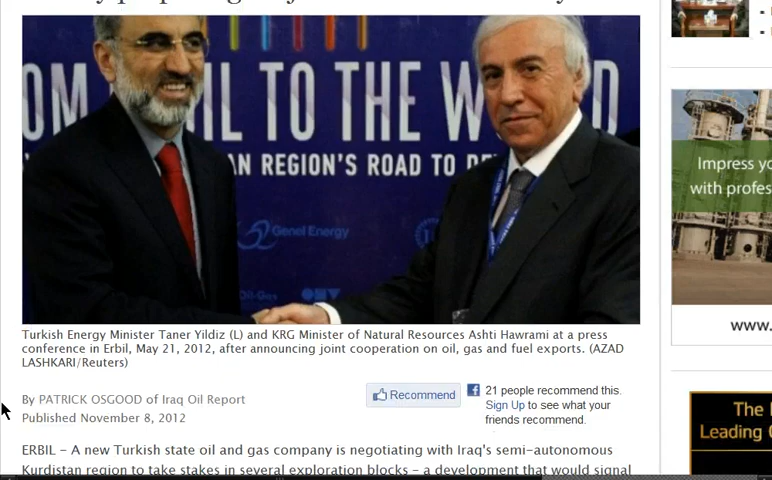 OM TO THE W D
AN REGION'S ROAD TO DE
Genel Energy
Oil-Gas
Turkish Energy Minister Taner Yildiz (L) and KRG Minister of Natural Resources Ashti Hawrami at a press
conference in Erbil, May 21, 2012, after announcing joint cooperation on oil, gas and fuel exports. (AZAD
LASHKARI/Reuters)
By PATRICK OSGOOD of Iraq Oil Report
Published November 8, 2012
Recommend
21 people recommend this.
Sign Up to see what your
friends recommend.
ERBIL – A new Turkish state oil and gas company is negotiating with Iraq's semi-autonomous
Kurdistan region to take stakes in several exploration blocks – a development that would signal
Impress yo
with profes
www.
The
Leading